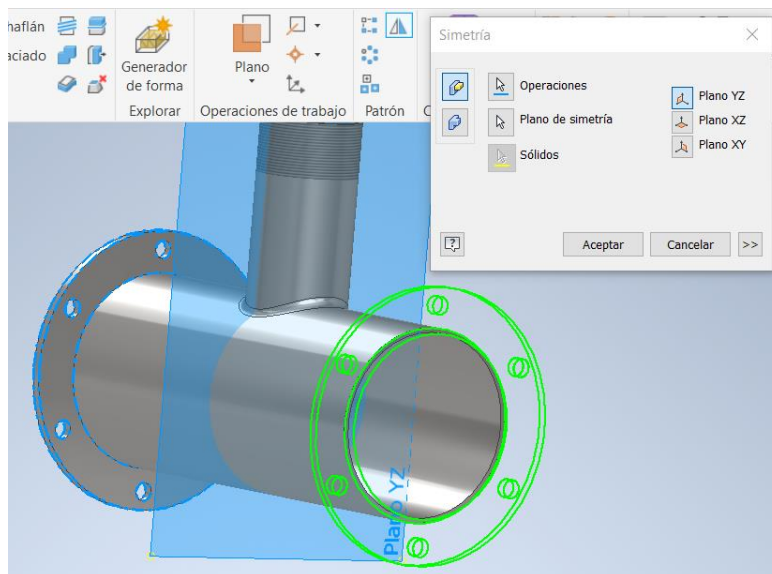 haflán
aciado
Generador
de forma
Explorar
Plano
Operaciones de trabajo
Patrón
Simetría
Operaciones
Plano de simetría
Sólidos
Plano YZ
Plano XZ
Plano XY
?
Aceptar
Cancelar
>>
Plano YZ